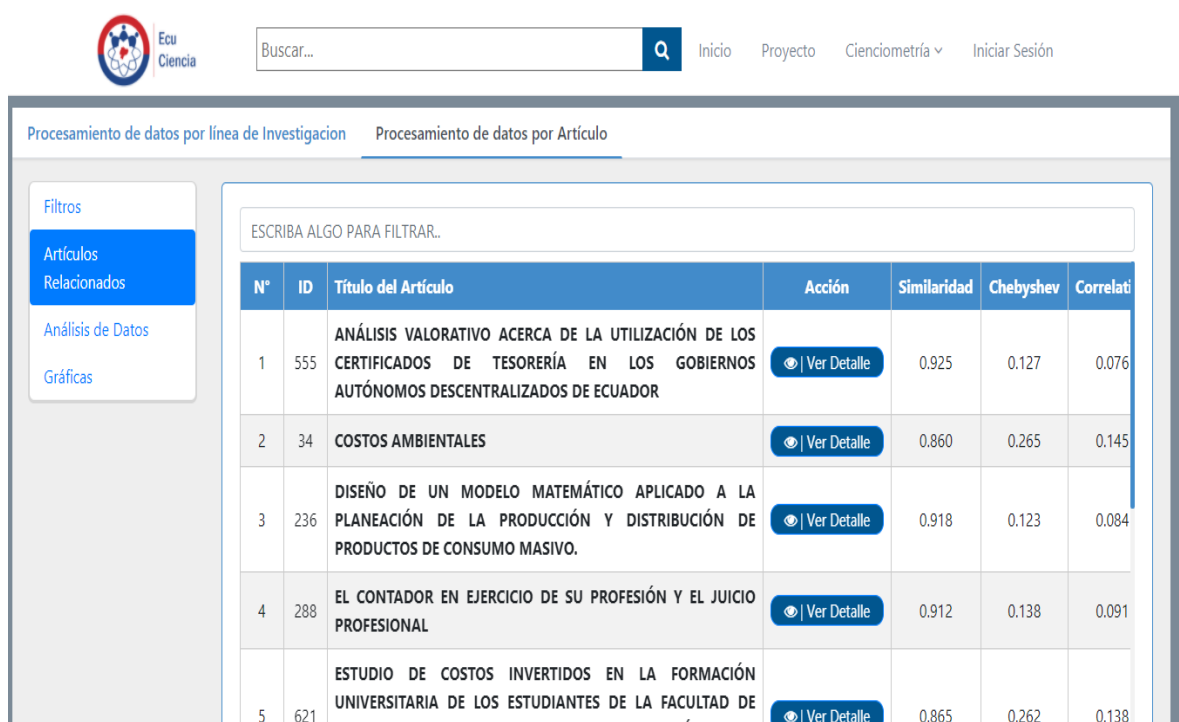 Ecu
Ciencia
Buscar...
Inicio Proyecto Cienciometría Iniciar Sesión
Procesamiento de datos por línea de Investigacion Procesamiento de datos por Artículo
Filtros
Artículos
Relacionados
Análisis de Datos
Gráficas
ESCRIBA ALGO PARA FILTRAR..
N° ID Título del Artículo Acción Similaridad Chebyshev Correlati
ANÁLISIS VALORATIVO ACERCA DE LA UTILIZACIÓN DE LOS
1 555 CERTIFICADOS DE TESORERÍA EN LOS GOBIERNOS | Ver Detalle 0.925 0.127 0.076
AUTÓNOMOS DESCENTRALIZADOS DE ECUADOR
2 34 COSTOS AMBIENTALES | Ver Detalle 0.860 0.265 0.145
DISEÑO DE UN MODELO MATEMÁTICO APLICADO A LA
3 236 PLANEACIÓN DE LA PRODUCCIÓN Y DISTRIBUCIÓN DE | Ver Detalle 0.918 0.123 0.084
PRODUCTOS DE CONSUMO MASIVO.
4 288 EL CONTADOR EN EJERCICIO DE SU PROFESIÓN Y EL JUICIO | Ver Detalle 0.912 0.138 0.091
PROFESIONAL
ESTUDIO DE COSTOS INVERTIDOS EN LA FORMACIÓN
UNIVERSITARIA DE LOS ESTUDIANTES DE LA FACULTAD DE
5 621 | Ver Detalle 0.865 0.262 0.138